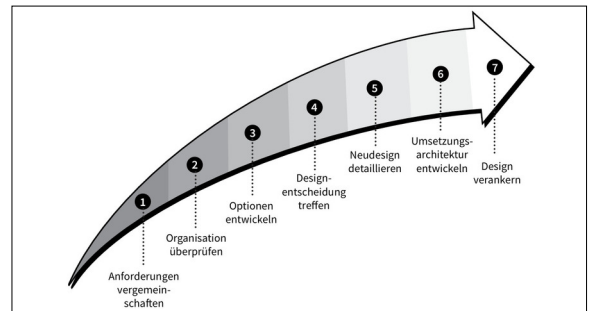 1
Anforderungen
vergemein-
schaften
2
Organisation
überprüfen
3
Optionen
entwickeln
4
Design-
entscheidung
treffen
5
Neudesign
detaillieren
6
Umsetzungs-
architektur
entwickeln
7
Design
verankern